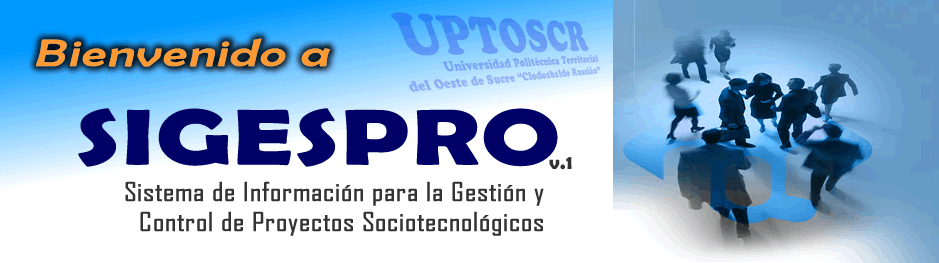 Bienvenido a
UPTOSCR
Universidad Politécnica Territorial
del Oeste de Sucre "Clodosbaldo Russián"
SIGESPRO
v.1
Sistema de Información para la Gestión y
Control de Proyectos Sociotecnológicos